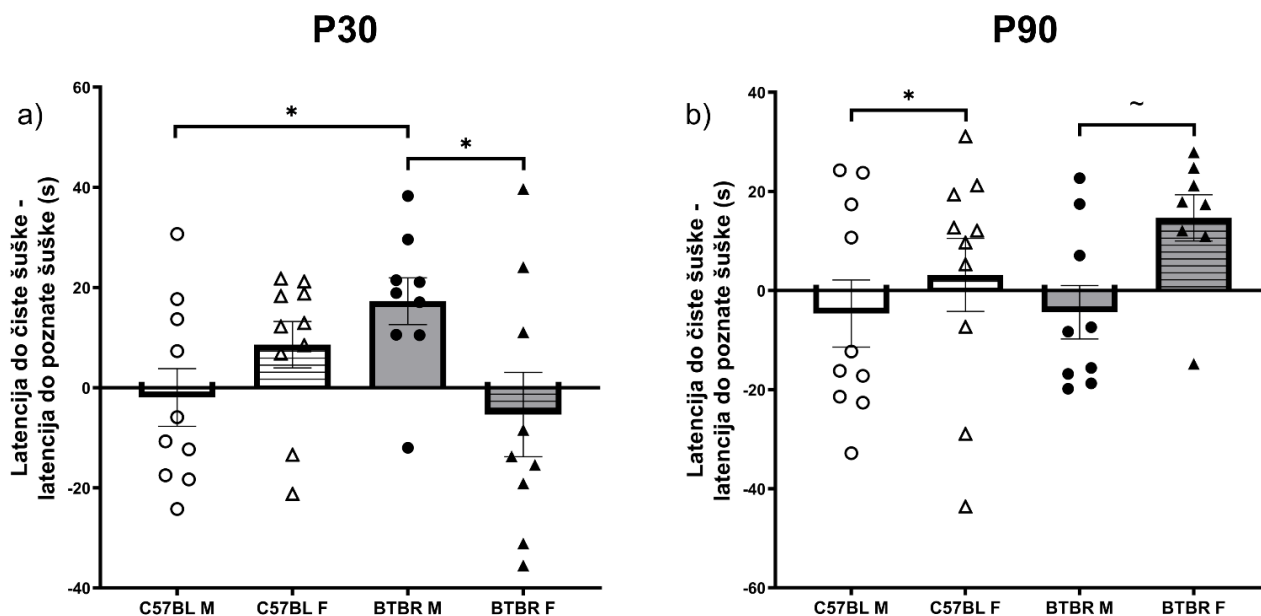 P30
a)
Latencija do čiste šuške -
latencija do poznate šuške (s)
60
40
20
0
-20
-40
*
*
C57BL M
C57BL F
BTBR M
BTBR F
P90
b)
Latencija do čiste šuške -
latencija do poznate šuške (s)
40
20
0
-20
-40
-60
*
~
C57BL M
C57BL F
BTBR M
BTBR F